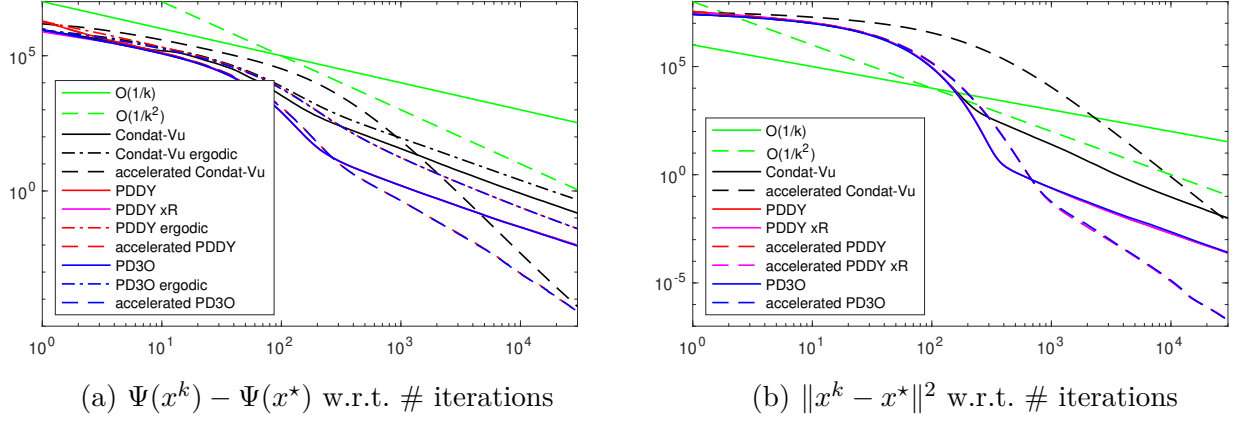 10^5
10^0
O(1/k)
O(1/k^2)
Condat-Vu
Condat-Vu ergodic
accelerated Condat-Vu
PDDY
PDDY xR
PDDY ergodic
accelerated PDDY
PD3O
PD3O ergodic
accelerated PD3O
10^0 10^1 10^2 10^3 10^4
(a) Ψ(x^k) − Ψ(x^⋆) w.r.t. # iterations
10^5
10^0
10^-5
O(1/k)
O(1/k^2)
Condat-Vu
accelerated Condat-Vu
PDDY
PDDY xR
accelerated PDDY
accelerated PDDY xR
PD3O
accelerated PD3O
10^0 10^1 10^2 10^3 10^4
(b) ‖x^k − x^⋆‖^2 w.r.t. # iterations